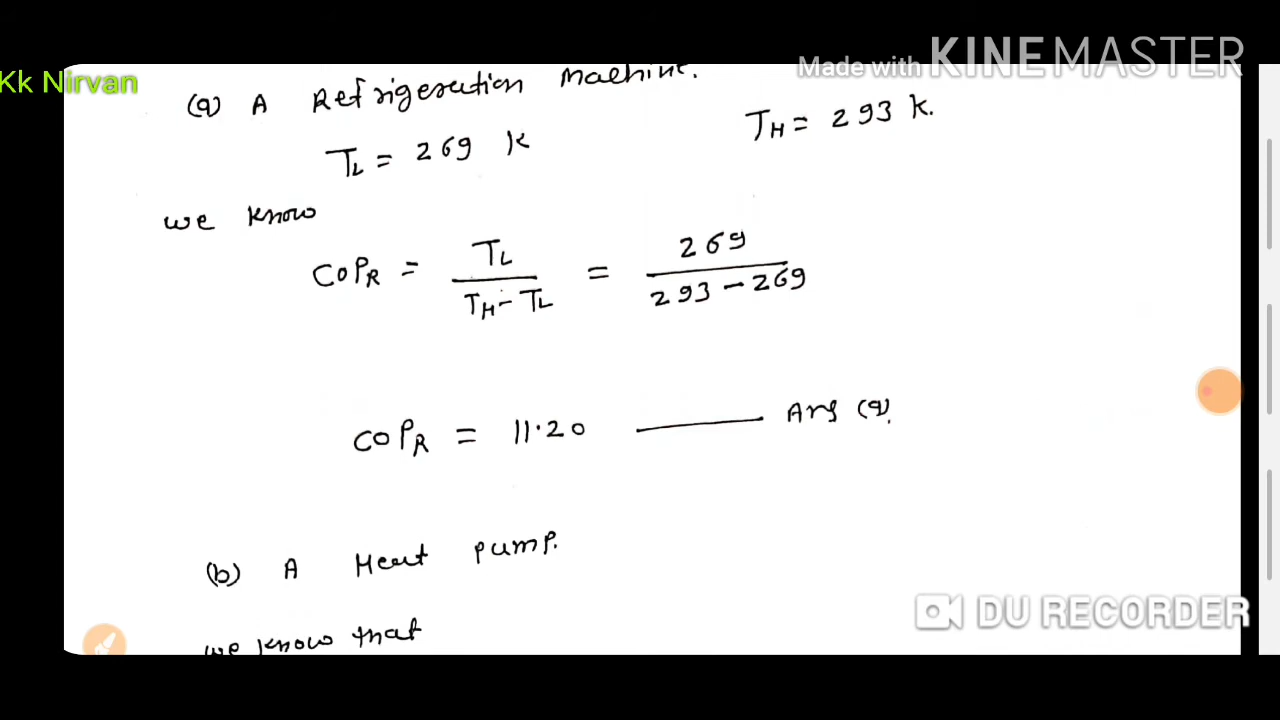 Made with KINEMASTER
Kk Nirvan
(a) A Refrigeration Machine.
TL = 269 K TH = 293 K.
we know
COPR = TL / TH - TL = 269 / 293 - 269
COPR = 11.20 —— Ans (a).
(b) A Heat pump.
we know that
DU RECORDER